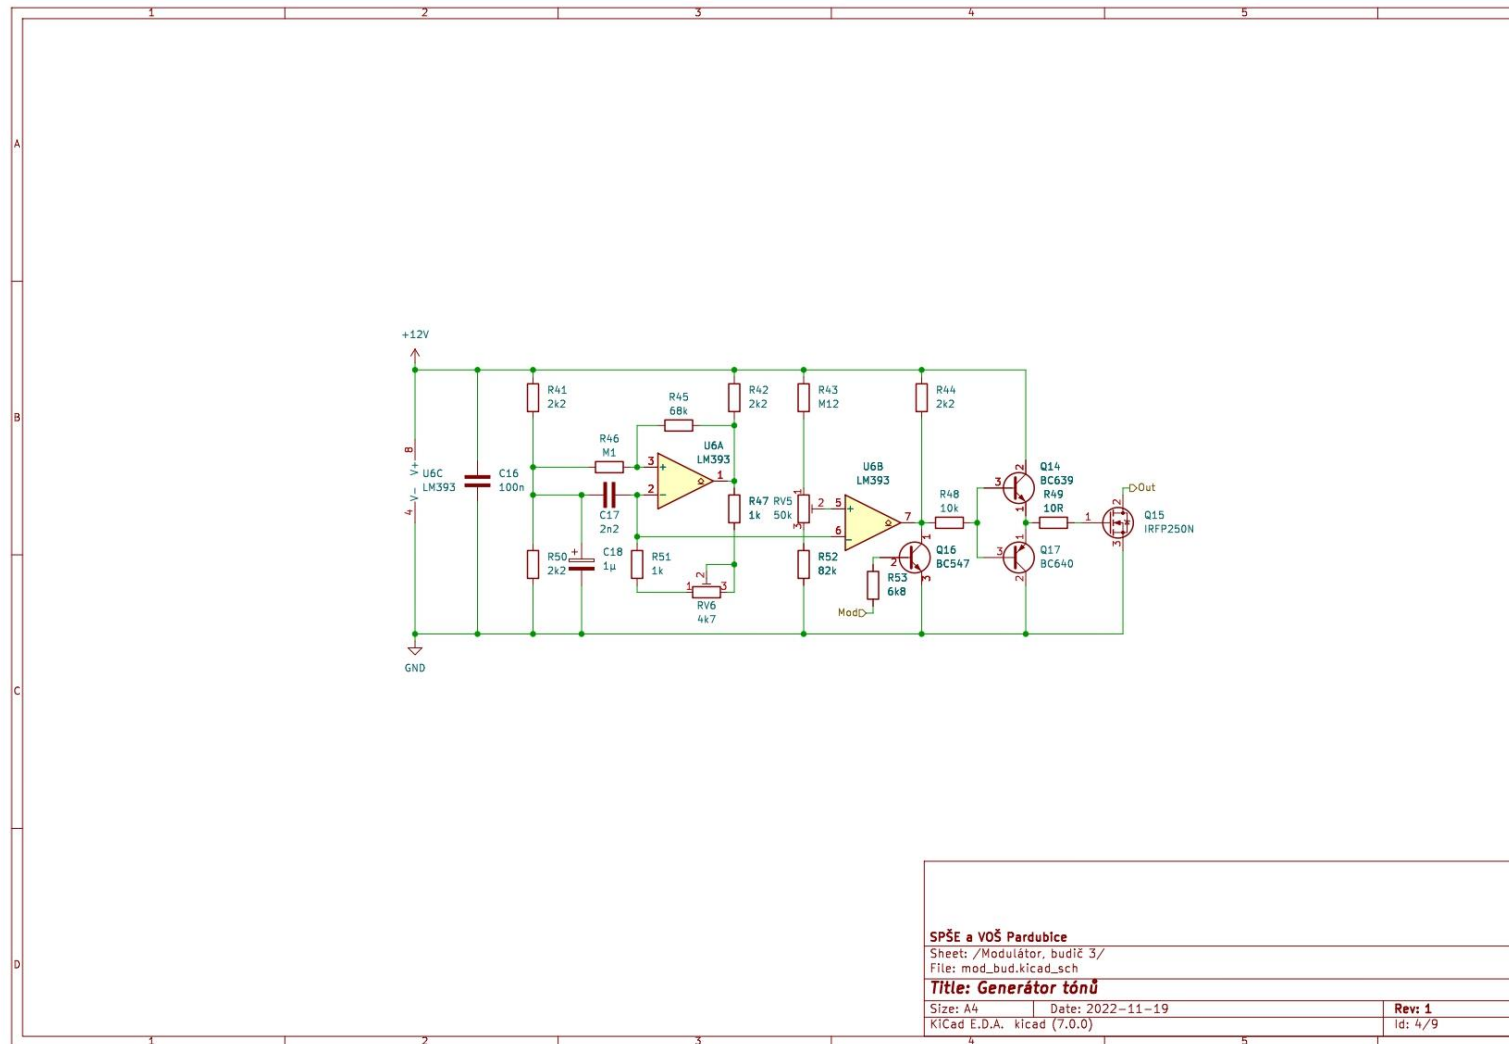 1 2 3 4 5
A
B
C
D
+12V
8
V+
U6C
LM393
V-
4
GND
C16
100n
R41
2k2
R50
2k2
C18
1µ
+
R46
M1
C17
2n2
R45
68k
3
+
2
-
U6A
LM393
1
R42
2k2
R47
1k
R51
1k
1
2
3
RV6
4k7
R43
M12
RV5
50k
1
2
3
R52
82k
U6B
LM393
5
+
6
-
7
R44
2k2
R48
10k
1
2
3
Q16
BC547
R53
6k8
Mod
2
3
1
Q14
BC639
R49
10R
1
3
2
Q17
BC640
Out
1
2
3
Q15
IRFP250N
SPŠE a VOŠ Pardubice
Sheet: /Modulátor, budič 3/
File: mod_bud.kicad_sch
Title: Generátor tónů
Size: A4 Date: 2022-11-19 Rev: 1
KiCad E.D.A. kicad (7.0.0) Id: 4/9
1 2 3 4 5